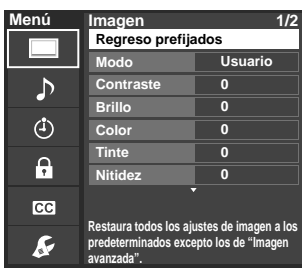 Menú
Imagen 1/2
Regreso prefijados
Modo Usuario
Contraste 0
Brillo 0
Color 0
Tinte 0
Nitidez 0
CC
Restaura todos los ajustes de imagen a los
predeterminados excepto los de “Imagen
avanzada”.